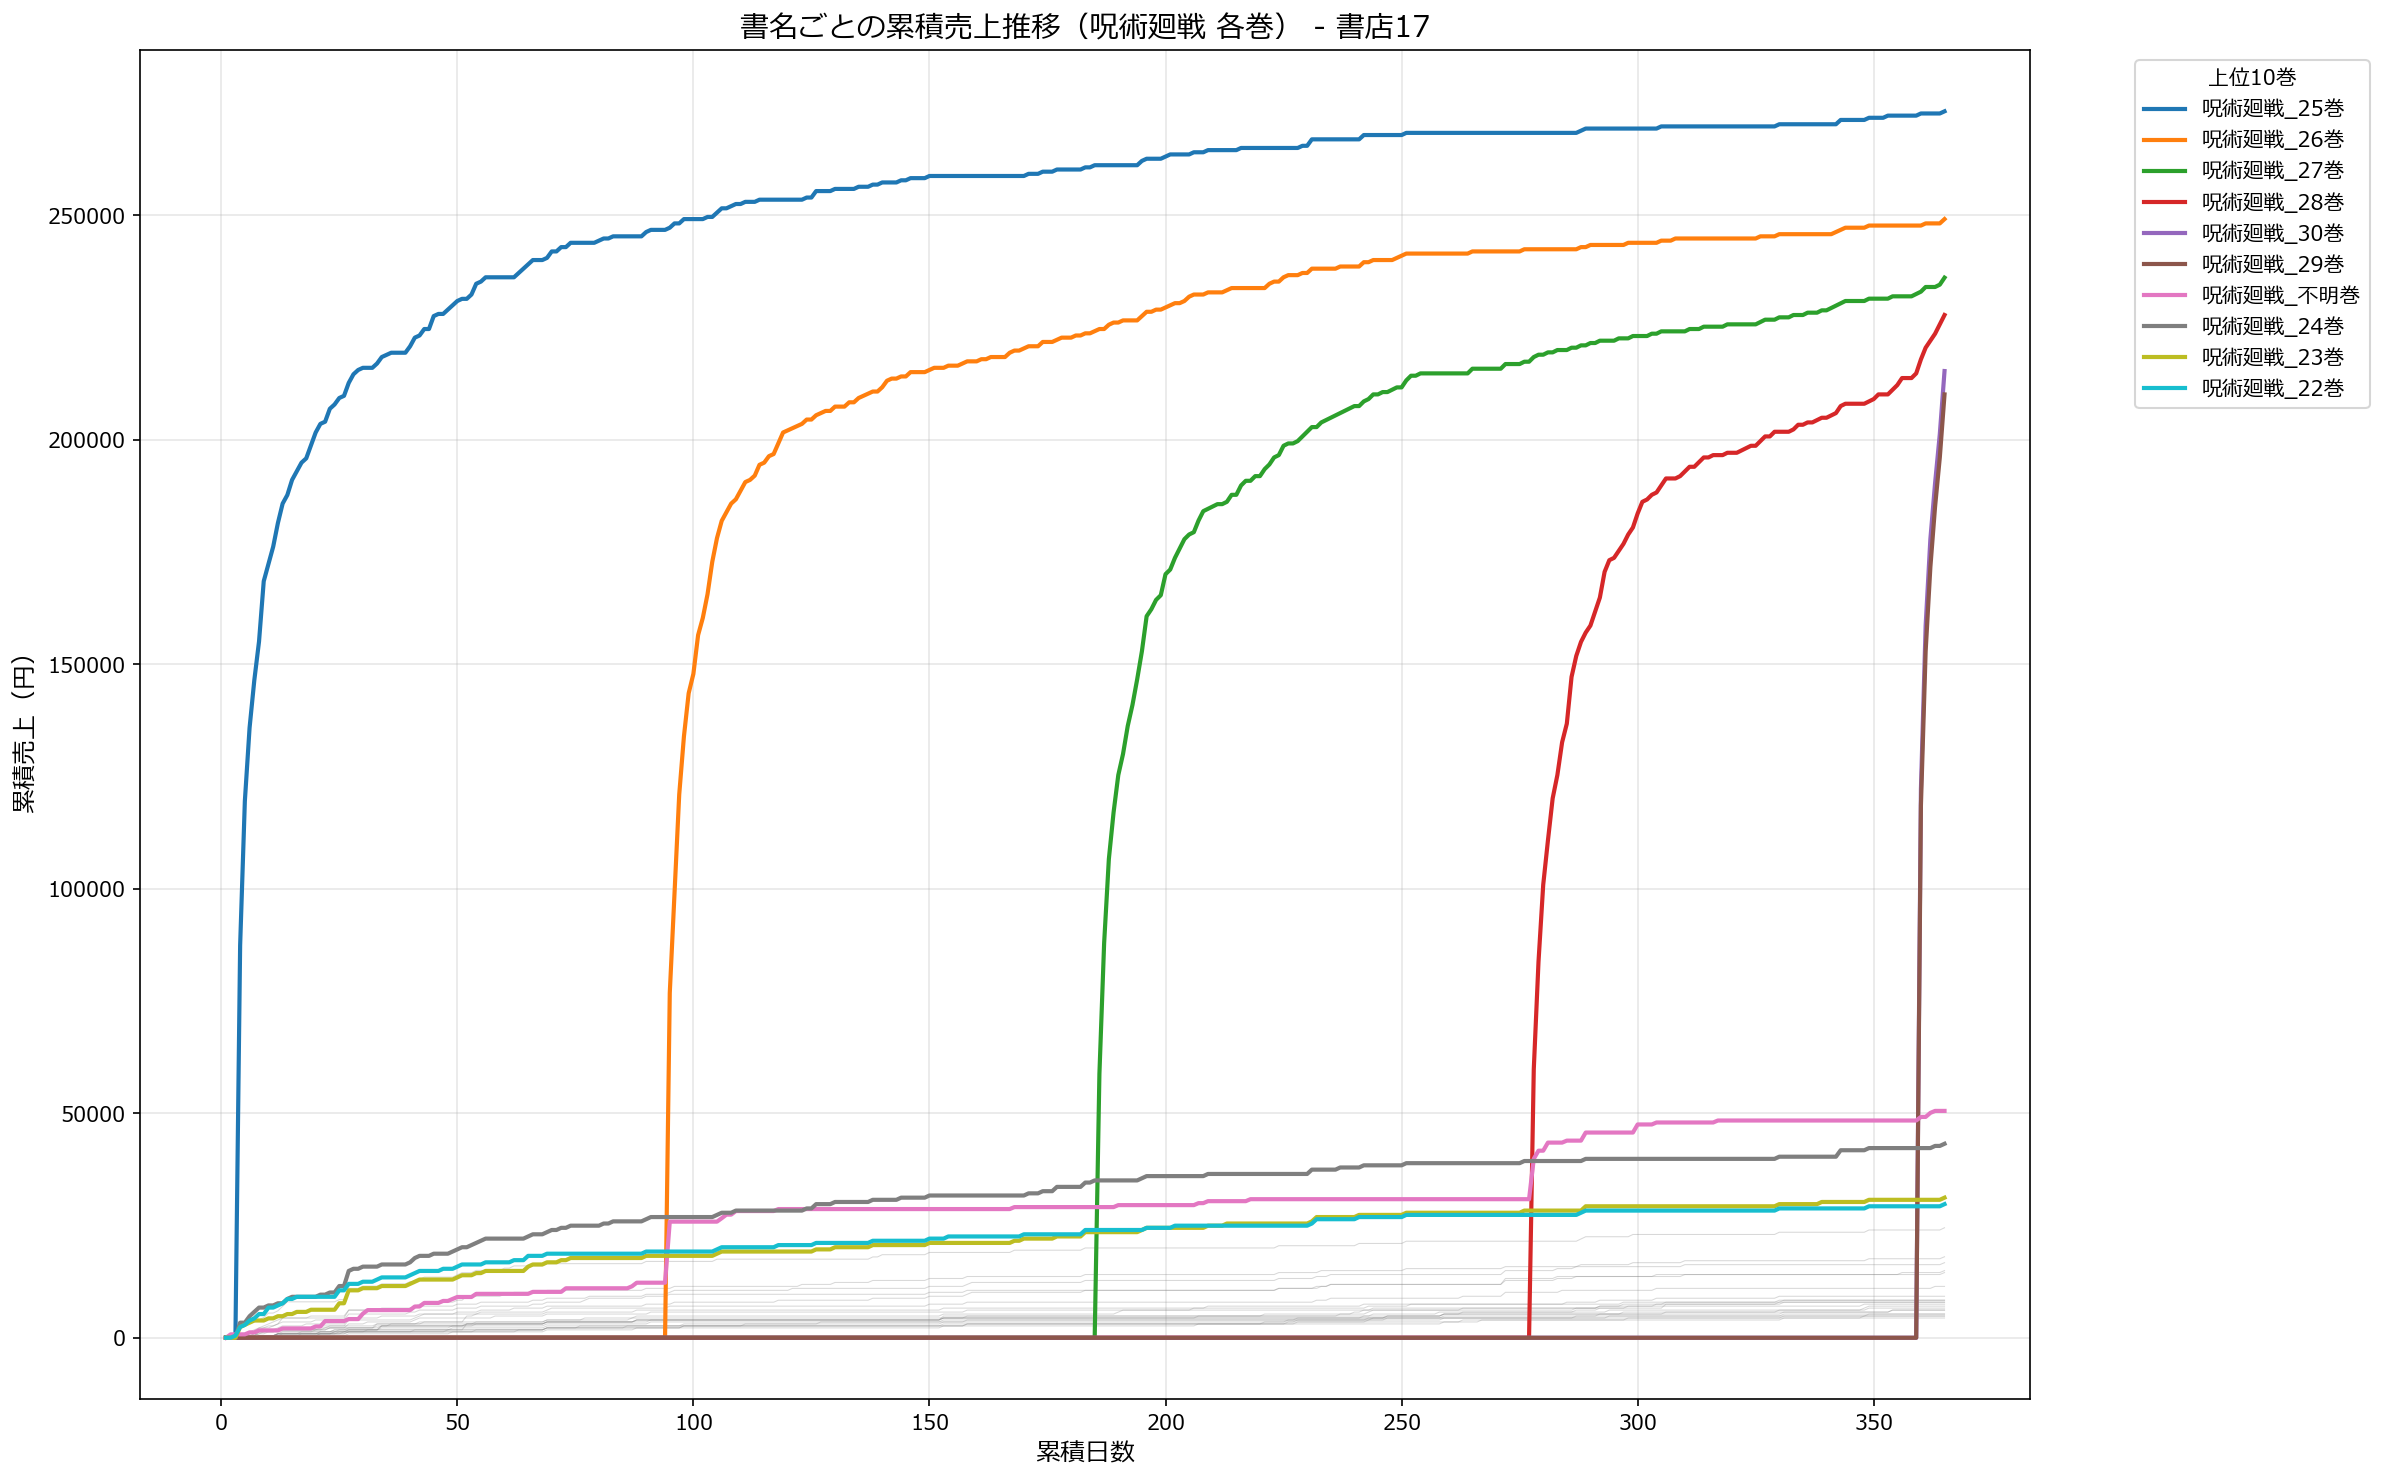 書名ごとの累積売上推移（呪術廻戦 各巻） - 書店17
上位10巻
呪術廻戦_25巻
呪術廻戦_26巻
呪術廻戦_27巻
呪術廻戦_28巻
呪術廻戦_30巻
呪術廻戦_29巻
呪術廻戦_不明巻
呪術廻戦_24巻
呪術廻戦_23巻
呪術廻戦_22巻
累積売上（円）
250000
200000
150000
100000
50000
0
0 50 100 150 200 250 300 350
累積日数